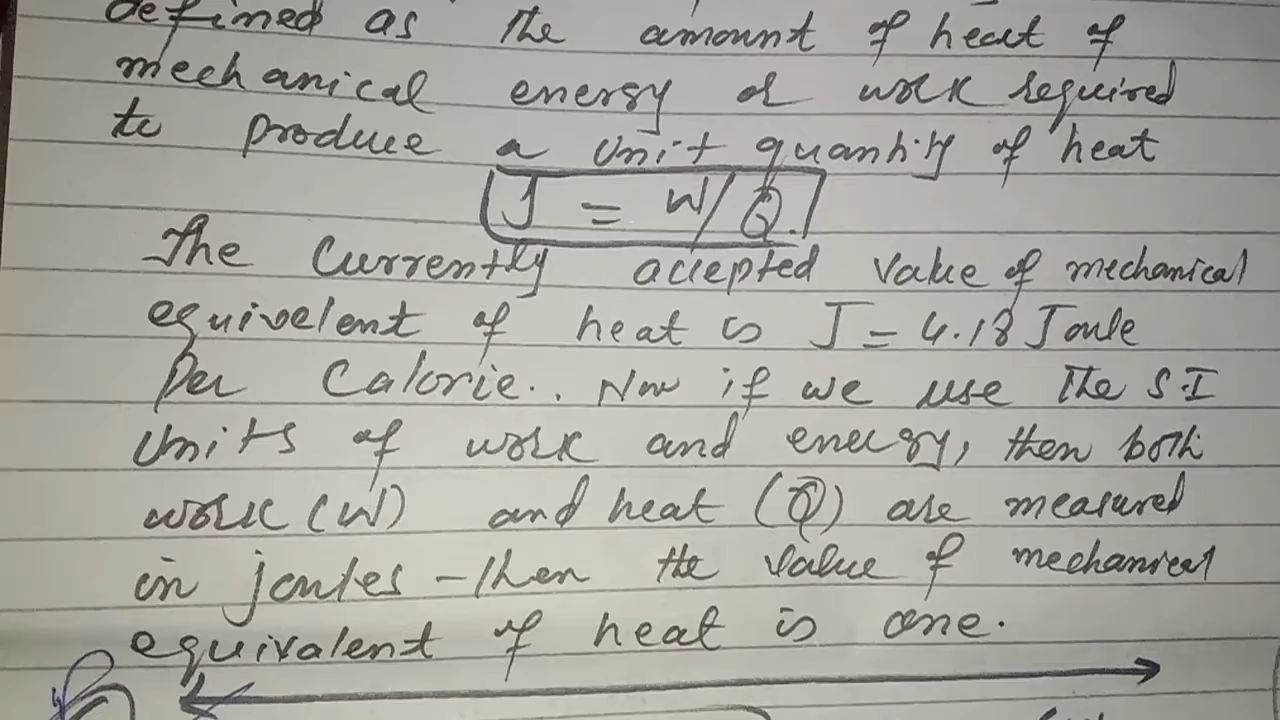 defined as the amount of heat of
mechanical energy or work required
to produce a unit quantity of heat
J = W/Q.
The Currently accepted value of mechanical
equivelent of heat is J = 4.18 Joule
Per Calorie. Now if we use the S.I
Units of work and energy, then both
work (W) and heat (Q) are measured
in joules - then the value of mechanical
equivalent of heat is one.